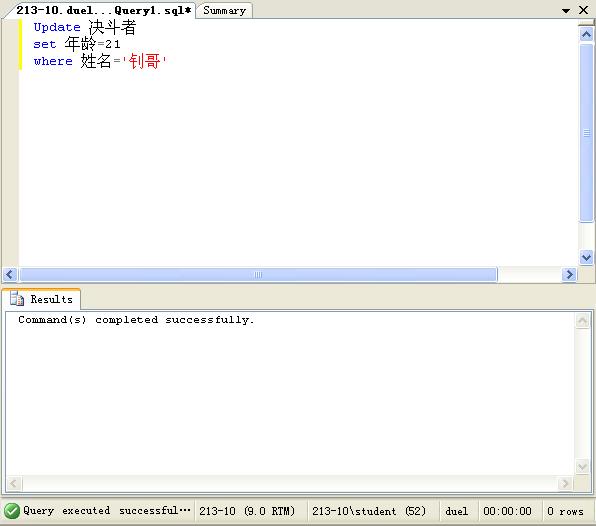 213-10.duel...Query1.sql* Summary
Update 决斗者
set 年龄=21
where 姓名='钊哥'
Results
Command(s) completed successfully.
Query executed successful... 213-10 (9.0 RTM) 213-10\student (52) duel 00:00:00 0 rows